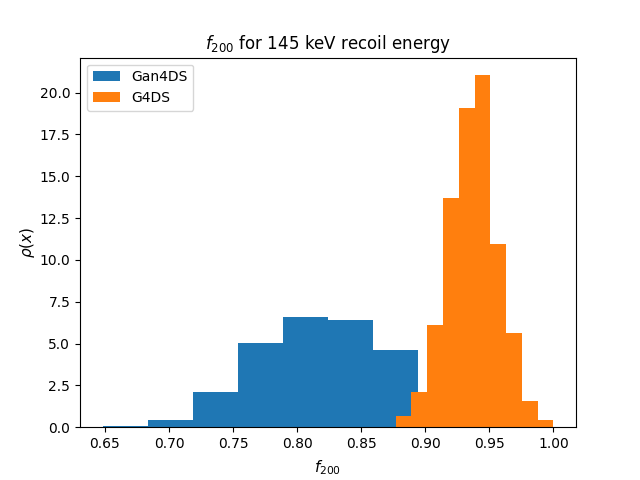 f₂₀₀ for 145 keV recoil energy
Gan4DS
G4DS
20.0
17.5
15.0
12.5
10.0
7.5
5.0
2.5
0.0
ρ(x)
0.65 0.70 0.75 0.80 0.85 0.90 0.95 1.00
f₂₀₀